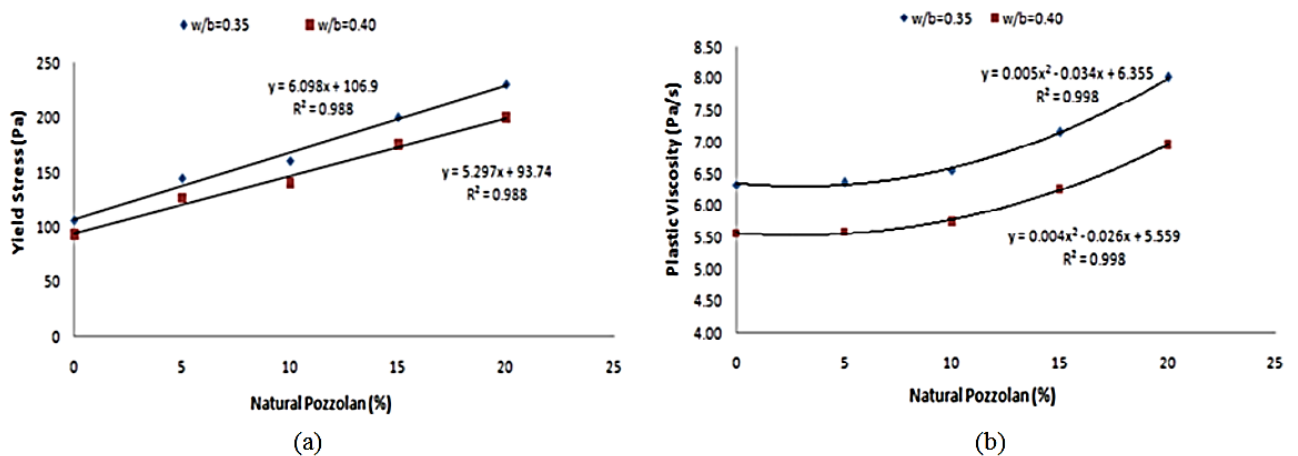 w/b=0.35 w/b=0.40
250
200
150
100
50
0
Yield Stress (Pa)
y = 6.098x + 106.9
R² = 0.988
y = 5.297x + 93.74
R² = 0.988
0 5 10 15 20 25
Natural Pozzolan (%)
(a)
w/b=0.35 w/b=0.40
8.50
8.00
7.50
7.00
6.50
6.00
5.50
5.00
4.50
4.00
Plastic Viscosity (Pa/s)
y = 0.005x² - 0.034x + 6.355
R² = 0.998
y = 0.004x² - 0.026x + 5.559
R² = 0.998
0 5 10 15 20 25
Natural Pozzolan (%)
(b)